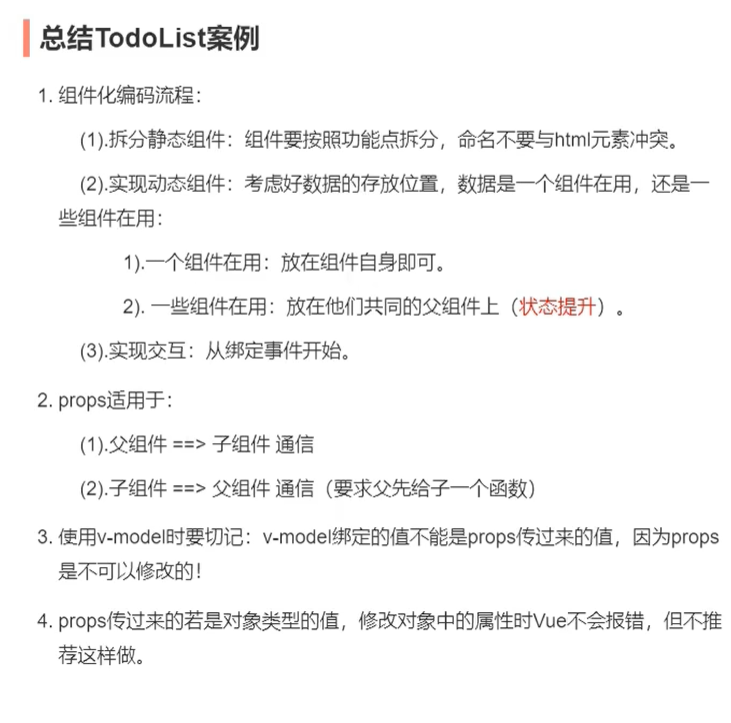 总结TodoList案例
1. 组件化编码流程：
(1).拆分静态组件：组件要按照功能点拆分，命名不要与html元素冲突。
(2).实现动态组件：考虑好数据的存放位置，数据是一个组件在用，还是一
些组件在用：
1).一个组件在用：放在组件自身即可。
2). 一些组件在用：放在他们共同的父组件上（状态提升）。
(3).实现交互：从绑定事件开始。
2. props适用于：
(1).父组件 ==> 子组件 通信
(2).子组件 ==> 父组件 通信（要求父先给子一个函数）
3. 使用v-model时要切记：v-model绑定的值不能是props传过来的值，因为props
是不可以修改的！
4. props传过来的若是对象类型的值，修改对象中的属性时Vue不会报错，但不推
荐这样做。